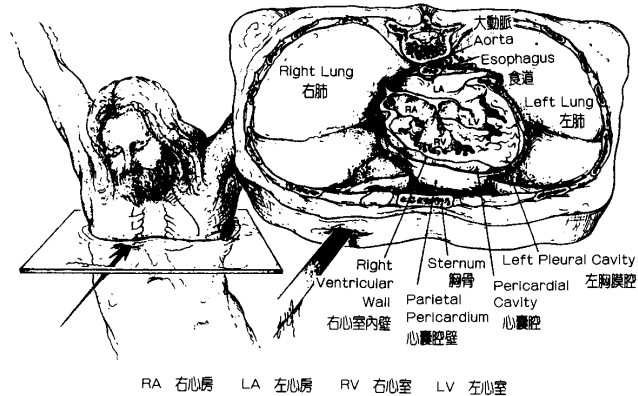 大動脈
Aorta
Esophagus
食道
Right Lung
右肺
Left Lung
左肺
LA
RA
LV
RV
Right
Ventricular
Wall
右心室內壁
Sternum
胸骨
Parietal
Pericardium
心囊腔壁
Pericardial
Cavity
心囊腔
Left Pleural Cavity
左胸膜腔
RA 右心房 LA 左心房 RV 右心室 LV 左心室